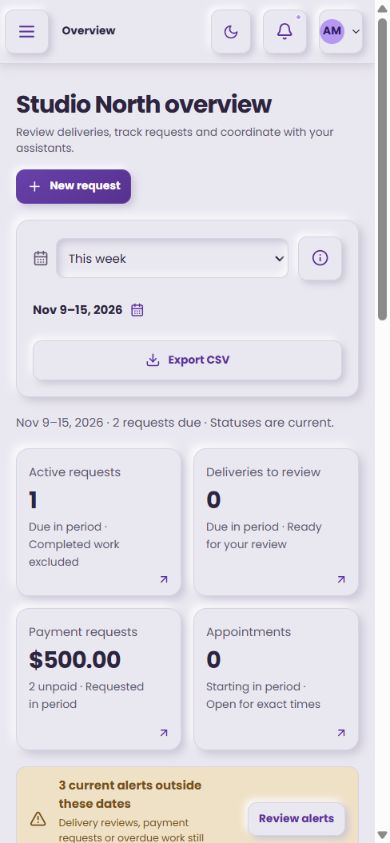 Overview
AM
Studio North overview
Review deliveries, track requests and coordinate with your
assistants.
New request
This week
Nov 9–15, 2026
Export CSV
Nov 9–15, 2026 · 2 requests due · Statuses are current.
Active requests
1
Due in period ·
Completed work
excluded
Deliveries to review
0
Due in period · Ready
for your review
Payment requests
$500.00
2 unpaid · Requested
in period
Appointments
0
Starting in period ·
Open for exact times
3 current alerts outside
these dates
Delivery reviews, payment
requests or overdue work still
Review alerts